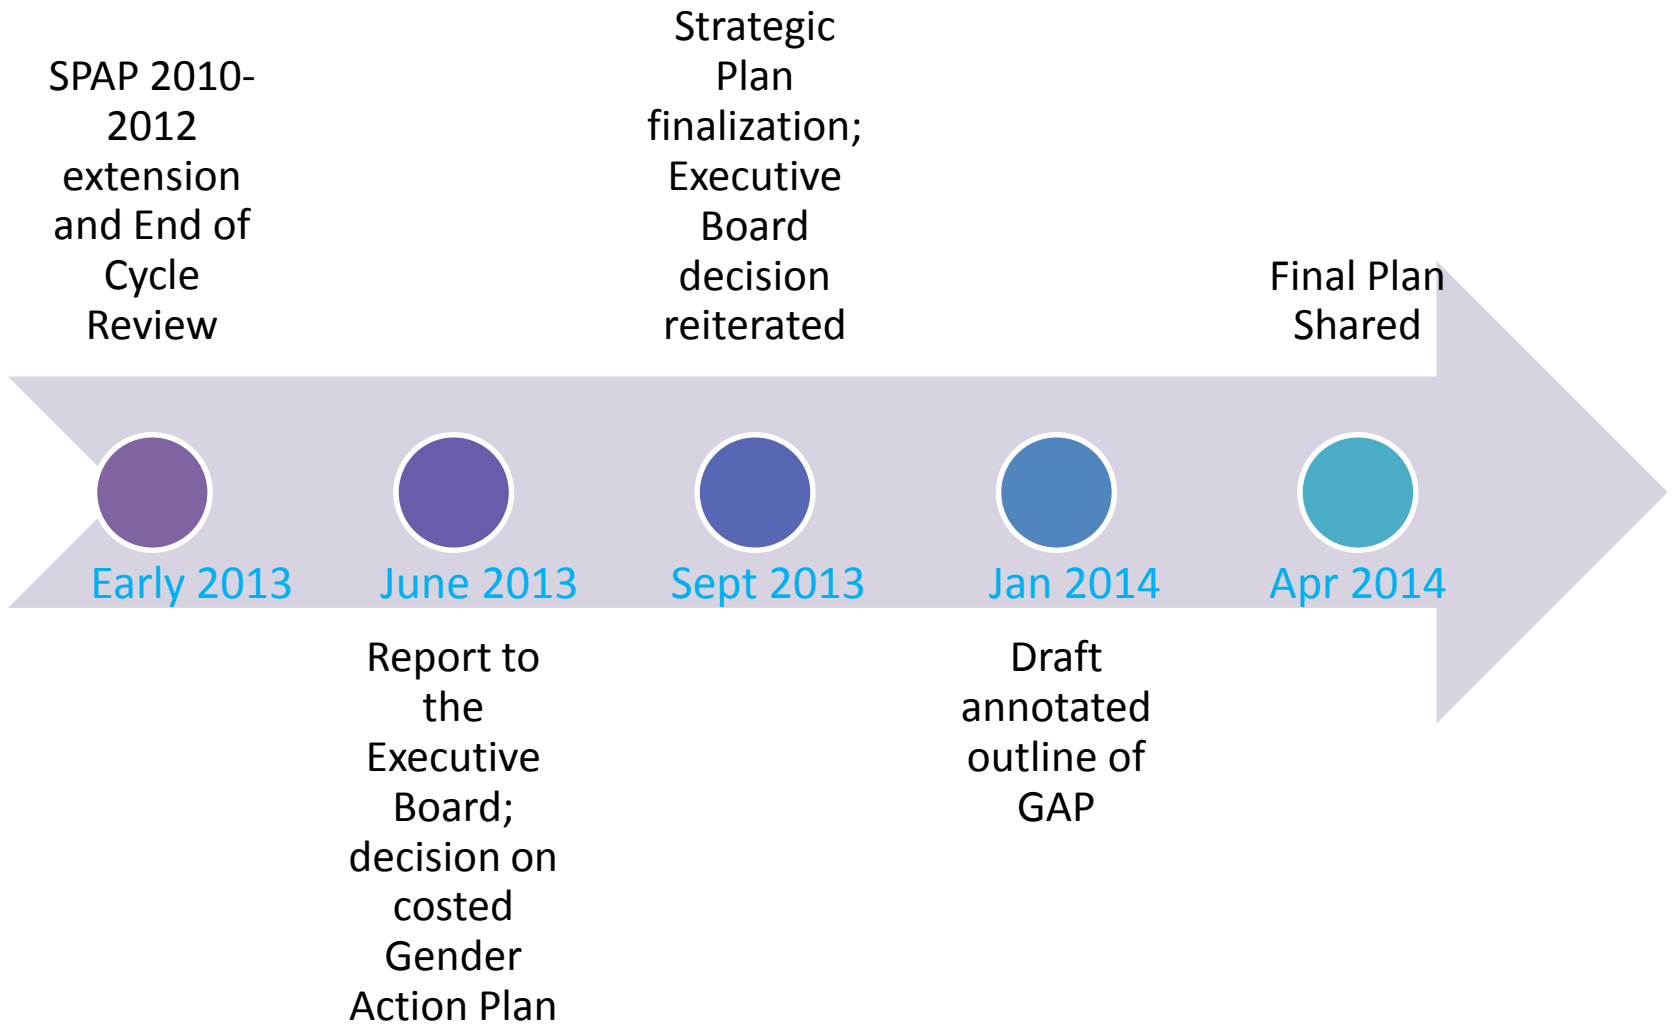 SPAP 2010-
2012
extension
and End of
Cycle
Review
Strategic
Plan
finalization;
Executive
Board
decision
reiterated
Final Plan
Shared
Early 2013
June 2013
Sept 2013
Jan 2014
Apr 2014
Report to
the
Executive
Board;
decision on
costed
Gender
Action Plan
Draft
annotated
outline of
GAP